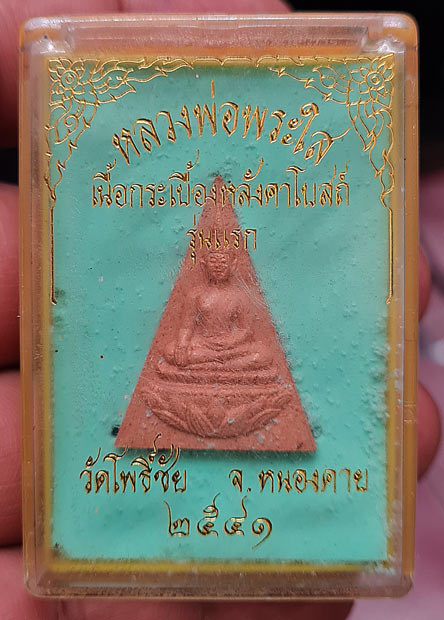 หลวงพ่อพระใส
เนื้อกระเบื้องหลังคาโบสถ์
รุ่นแรก
วัดโพธิ์ชัย จ.หนองคาย
๒๕๔๑